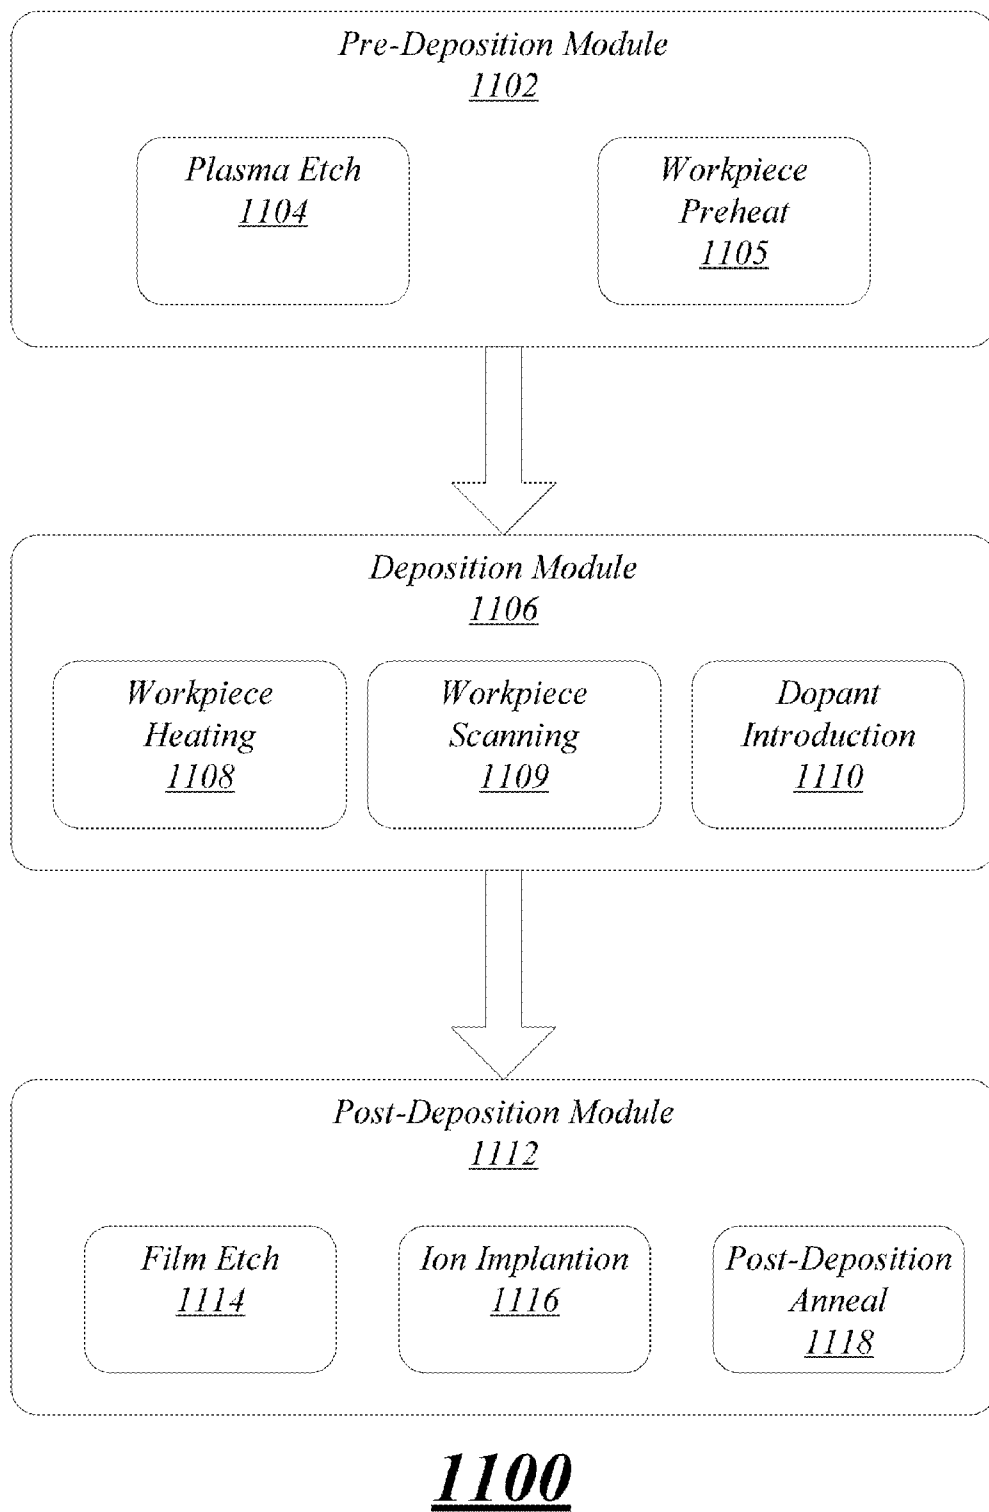 Pre-Deposition Module
1102
Plasma Etch
1104
Workpiece
Preheat
1105
Deposition Module
1106
Workpiece
Heating
1108
Workpiece
Scanning
1109
Dopant
Introduction
1110
Post-Deposition Module
1112
Film Etch
1114
Ion Implantion
1116
Post-Deposition
Anneal
1118
1100